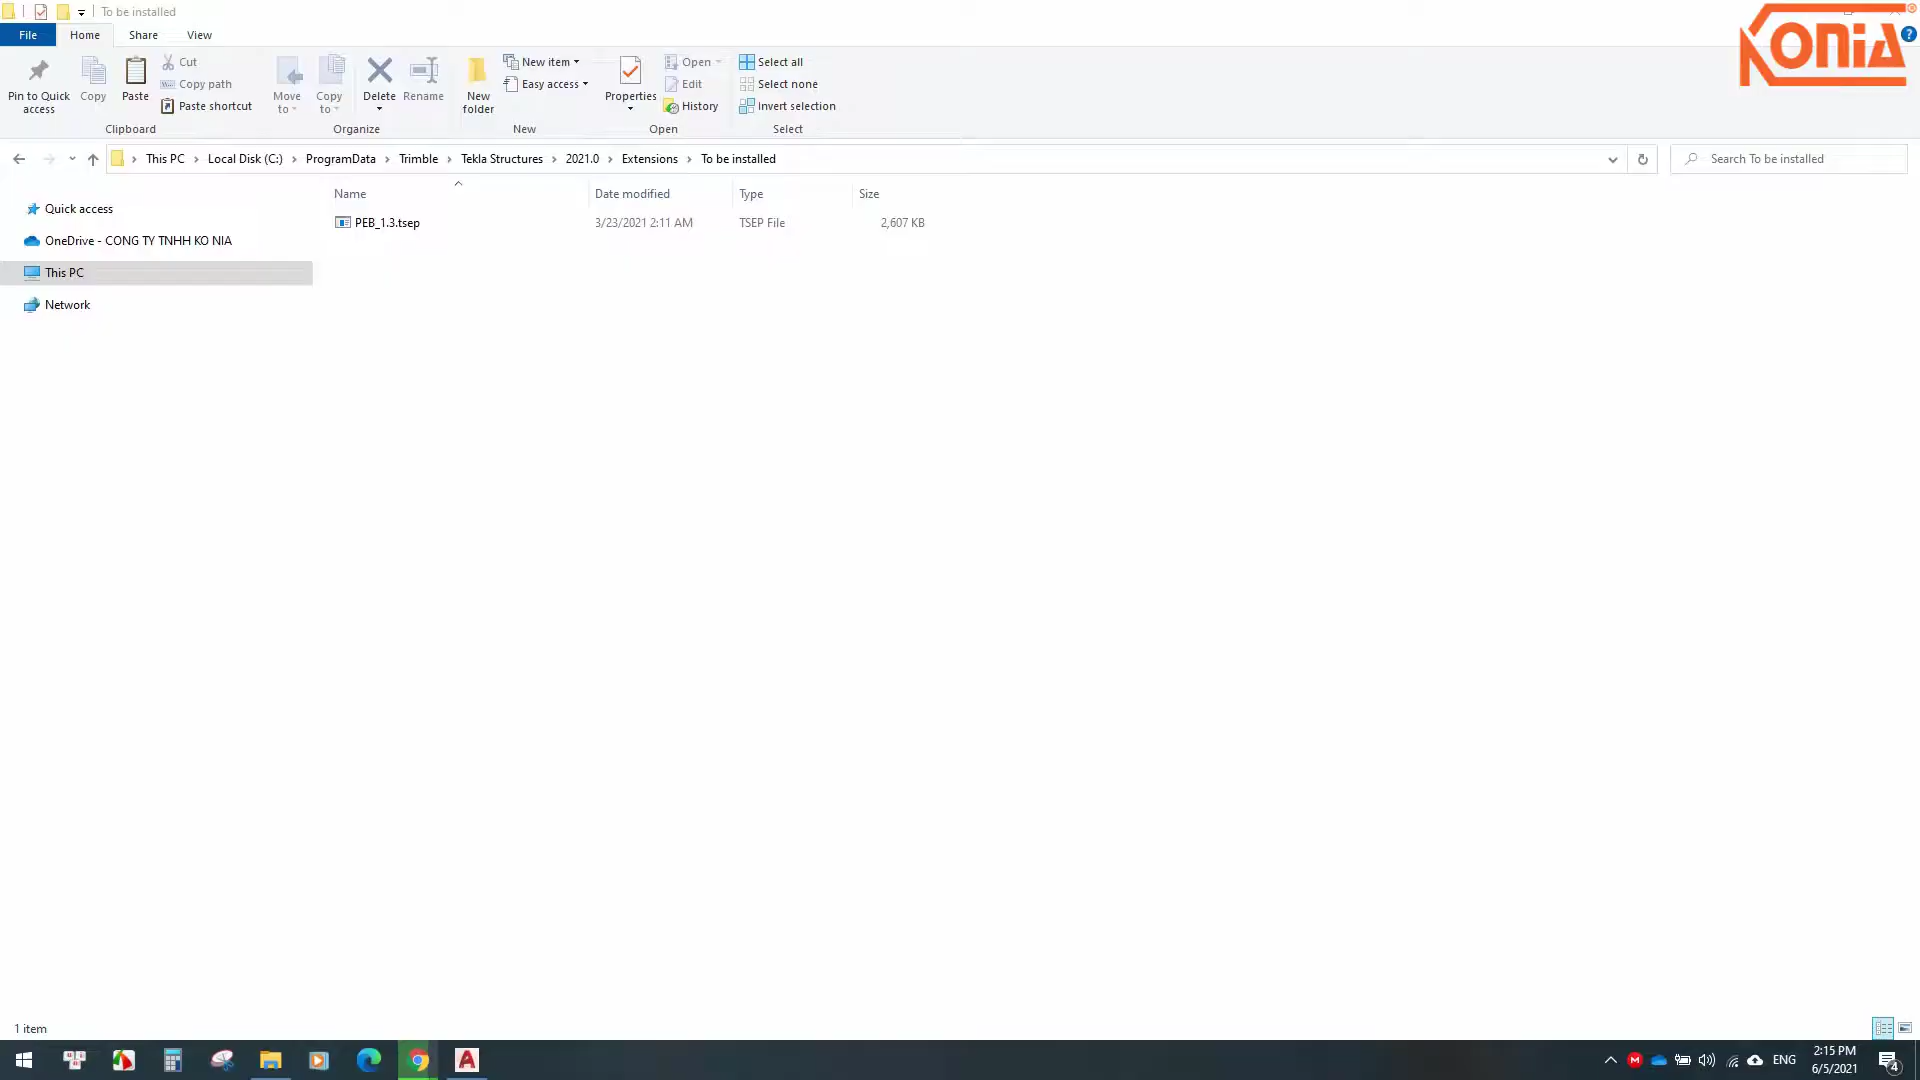 To be installed
File Home Share View
KONIA
Pin to Quick access
Copy
Paste
Cut
Copy path
Paste shortcut
Clipboard
Move to
Copy to
Delete
Rename
Organize
New folder
New item
Easy access
New
Properties
Open
Edit
History
Open
Select all
Select none
Invert selection
Select
This PC > Local Disk (C:) > ProgramData > Trimble > Tekla Structures > 2021.0 > Extensions > To be installed
Search To be installed
Name Date modified Type Size
PEB_1.3.tsep 3/23/2021 2:11 AM TSEP File 2,607 KB
Quick access
OneDrive - CONG TY TNHH KO NIA
This PC
Network
1 item
ENG
2:15 PM
6/5/2021
4